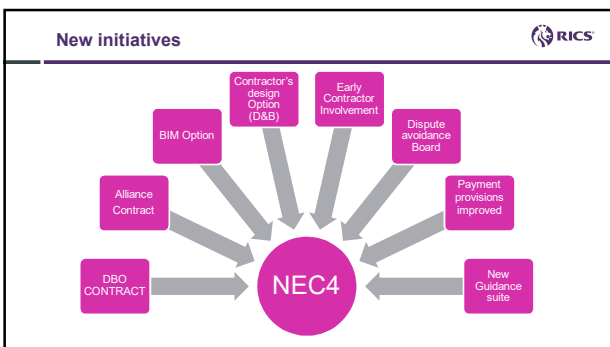 New initiatives
RICS
Contractor's
design
Option
(D&B)
Early
Contractor
Involvement
BIM Option
Dispute
avoidance
Board
Alliance
Contract
Payment
provisions
improved
DBO
CONTRACT
NEC4
New
Guidance
suite